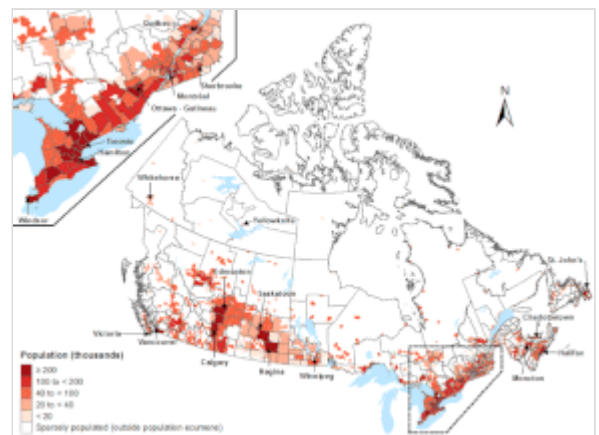 Québec
Sherbrooke
Montréal
Ottawa - Gatineau
Toronto
Hamilton
Windsor
N
Whitehorse
Yellowknife
Edmonton
Saskatoon
St. John's
Charlottetown
Victoria
Vancouver
Halifax
Calgary
Regina
Winnipeg
Moncton
Population (thousands)
≥ 200
100 to < 200
40 to < 100
20 to < 40
< 20
Sparsely populated (outside population ecumene)